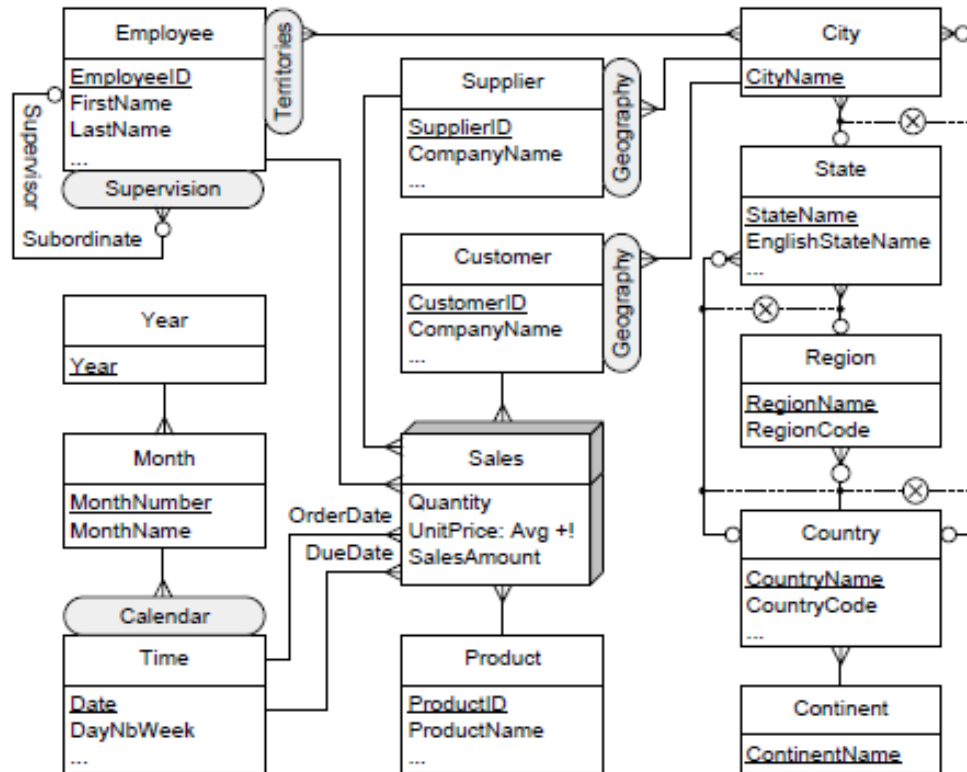 Employee
EmployeeID
FirstName
LastName
...
Territories
Supervision
Supervisor
Subordinate
Supplier
SupplierID
CompanyName
...
Geography
City
CityName
State
StateName
EnglishStateName
...
Customer
CustomerID
CompanyName
...
Geography
Year
Year
Region
RegionName
RegionCode
Month
MonthNumber
MonthName
Sales
Quantity
UnitPrice: Avg +!
SalesAmount
OrderDate
DueDate
Country
CountryName
CountryCode
...
Calendar
Time
Date
DayNbWeek
...
Product
ProductID
ProductName
...
Continent
ContinentName